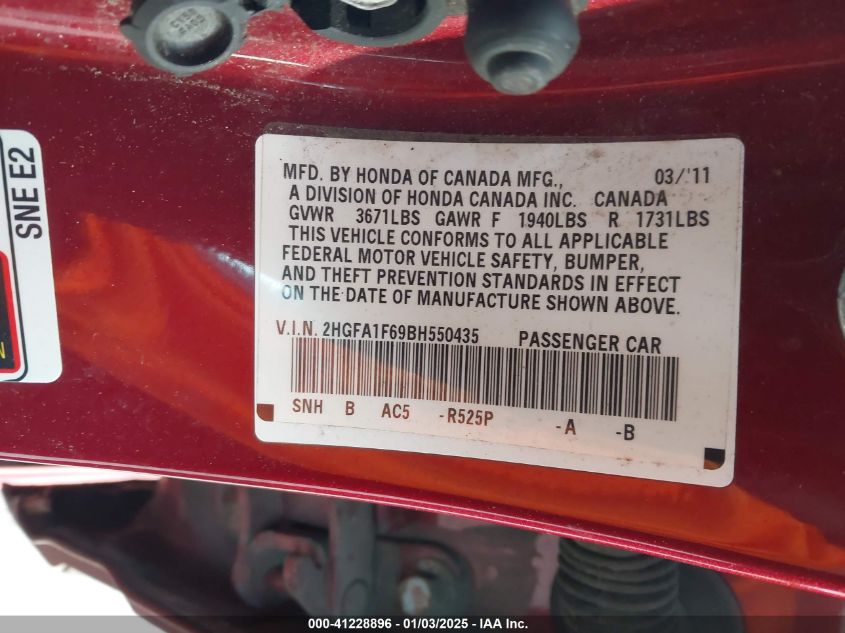 SNE E2
N
MFD. BY HONDA OF CANADA MFG., 03/'11
A DIVISION OF HONDA CANADA INC. CANADA
GVWR 3671LBS GAWR F 1940LBS R 1731LBS
THIS VEHICLE CONFORMS TO ALL APPLICABLE
FEDERAL MOTOR VEHICLE SAFETY, BUMPER,
AND THEFT PREVENTION STANDARDS IN EFFECT
ON THE DATE OF MANUFACTURE SHOWN ABOVE.
V.I.N. 2HGFA1F69BH550435 PASSENGER CAR
SNH B AC5 -R525P -A -B
000-41228896 - 01/03/2025 - IAA Inc.